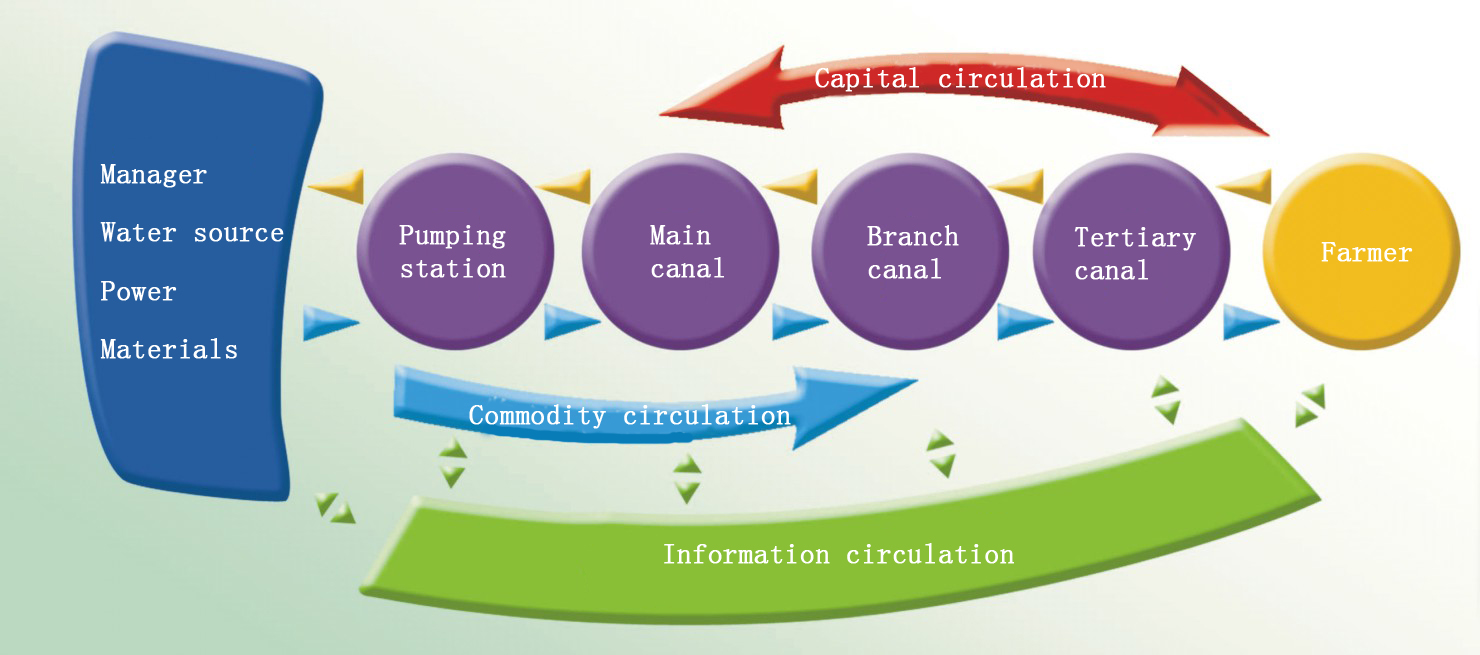 Capital circulation
Manager
Water source
Power
Materials
Pumping
station
Main
canal
Branch
canal
Tertiary
canal
Farmer
Commodity circulation
Information circulation